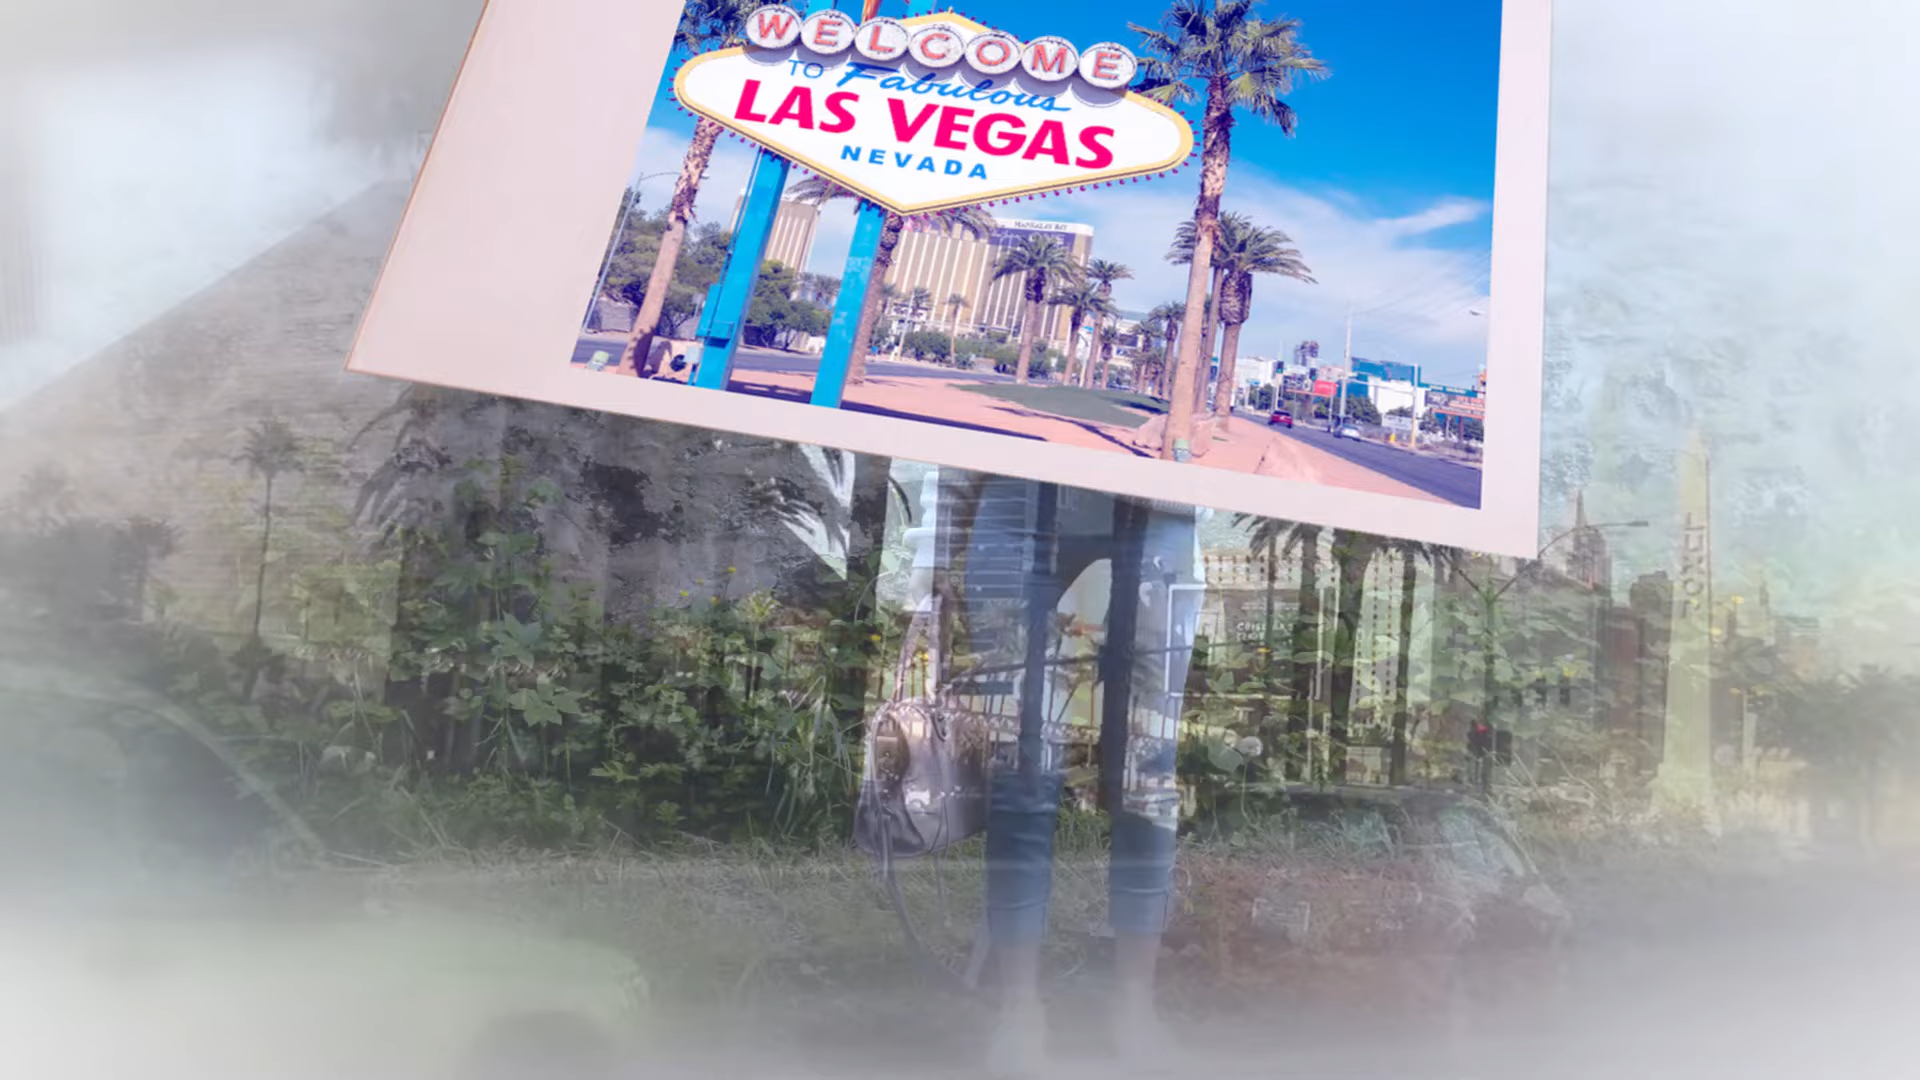 WELCOME
TO Fabulous
LAS VEGAS
NEVADA
MANDALAY BAY
LUXOR